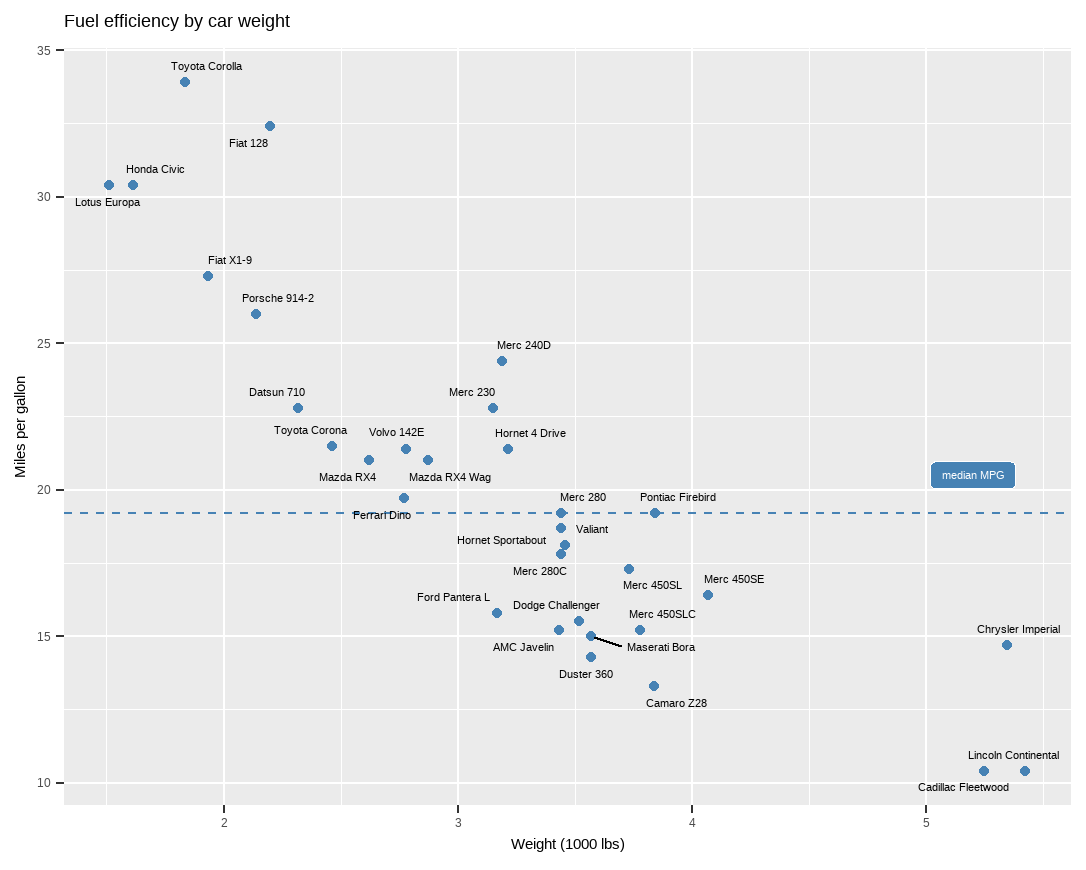 Fuel efficiency by car weight
35
Toyota Corolla
Fiat 128
Honda Civic
30
Lotus Europa
Fiat X1-9
Porsche 914-2
25
Merc 240D
Datsun 710
Merc 230
Toyota Corona
Volvo 142E
Hornet 4 Drive
Mazda RX4
Mazda RX4 Wag
median MPG
Miles per gallon
20
Merc 280
Pontiac Firebird
Ferrari Dino
Valiant
Hornet Sportabout
Merc 280C
Merc 450SL
Merc 450SE
Ford Pantera L
Dodge Challenger
Merc 450SLC
15
Chrysler Imperial
AMC Javelin
Maserati Bora
Duster 360
Camaro Z28
Lincoln Continental
10
Cadillac Fleetwood
2
3
4
5
Weight (1000 lbs)